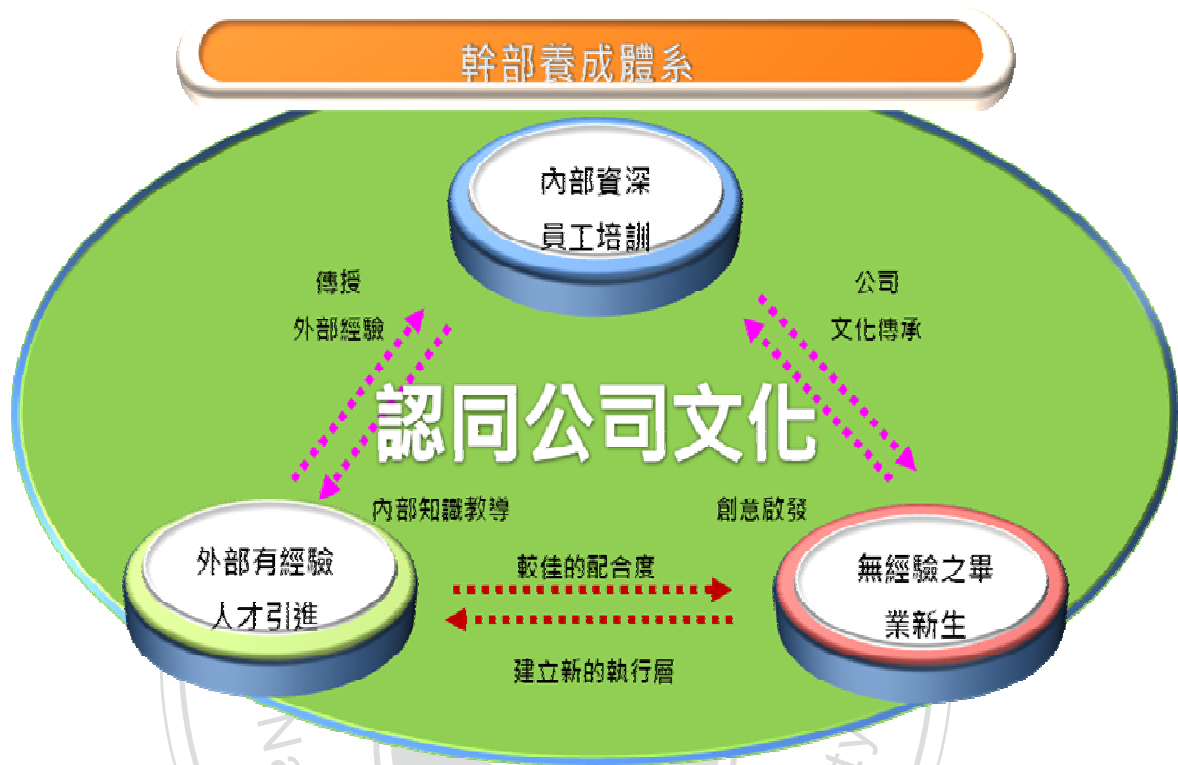 幹部養成體系
內部資深
員工培訓
傳授
外部經驗
公司
文化傳承
認同公司文化
內部知識教導
創意啟發
外部有經驗
人才引進
較佳的配合度
無經驗之畢
業新生
建立新的執行層